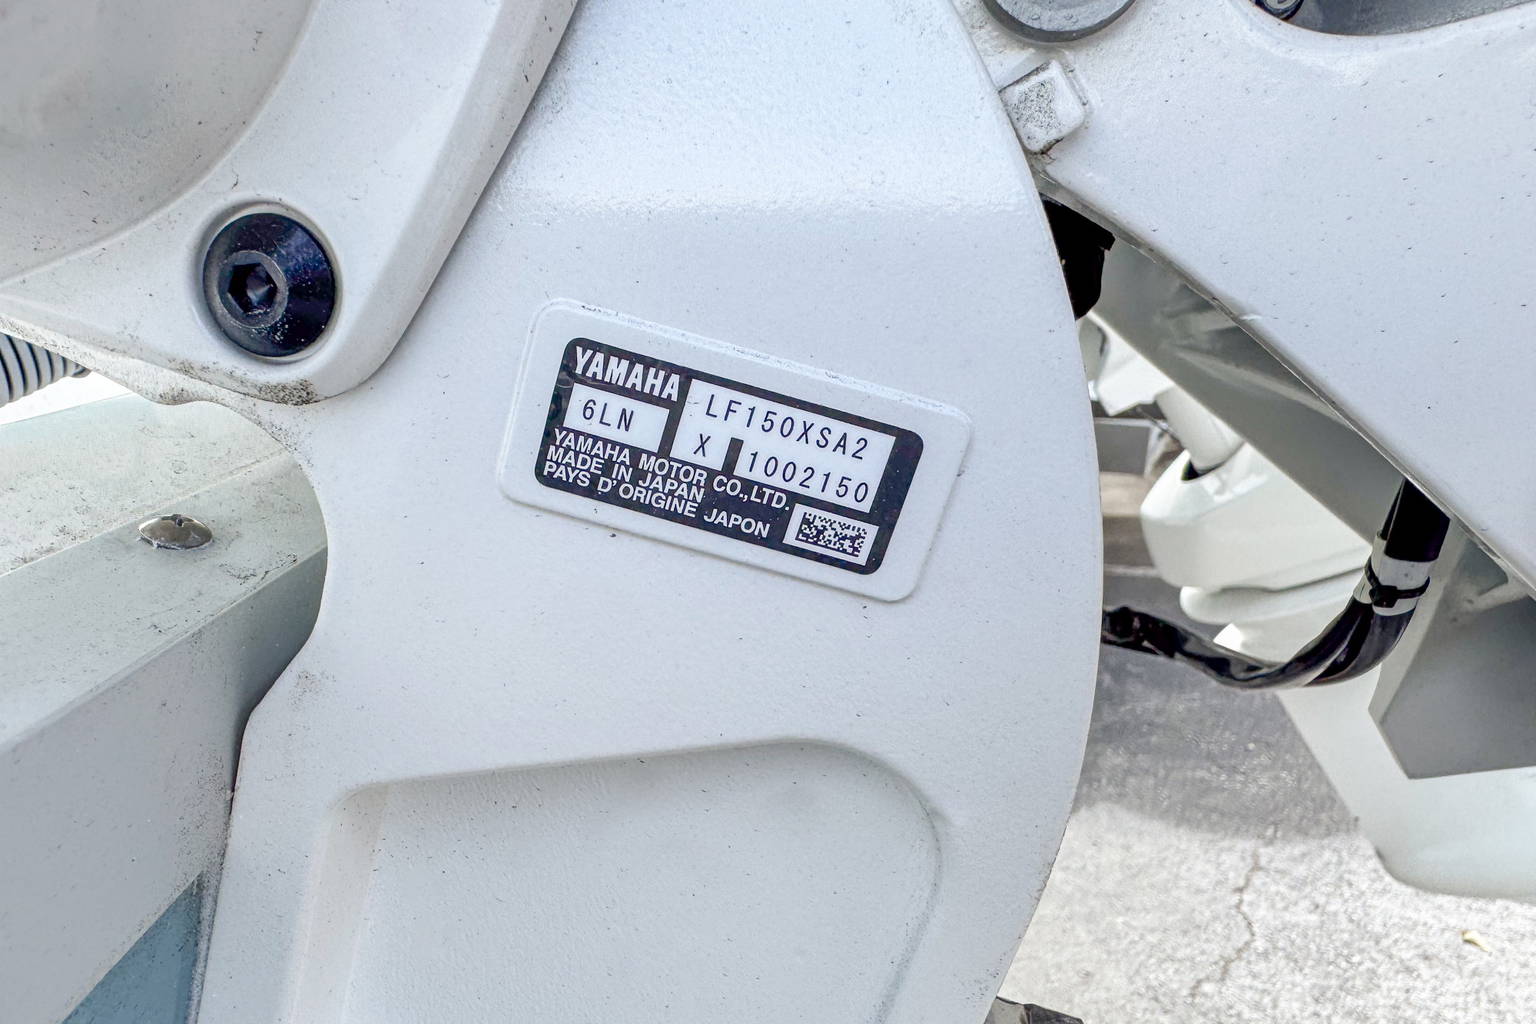 YAMAHA
LF150XSA2
6LN
X 1002150
YAMAHA MOTOR CO.,LTD.
MADE IN JAPAN
PAYS D'ORIGINE JAPON